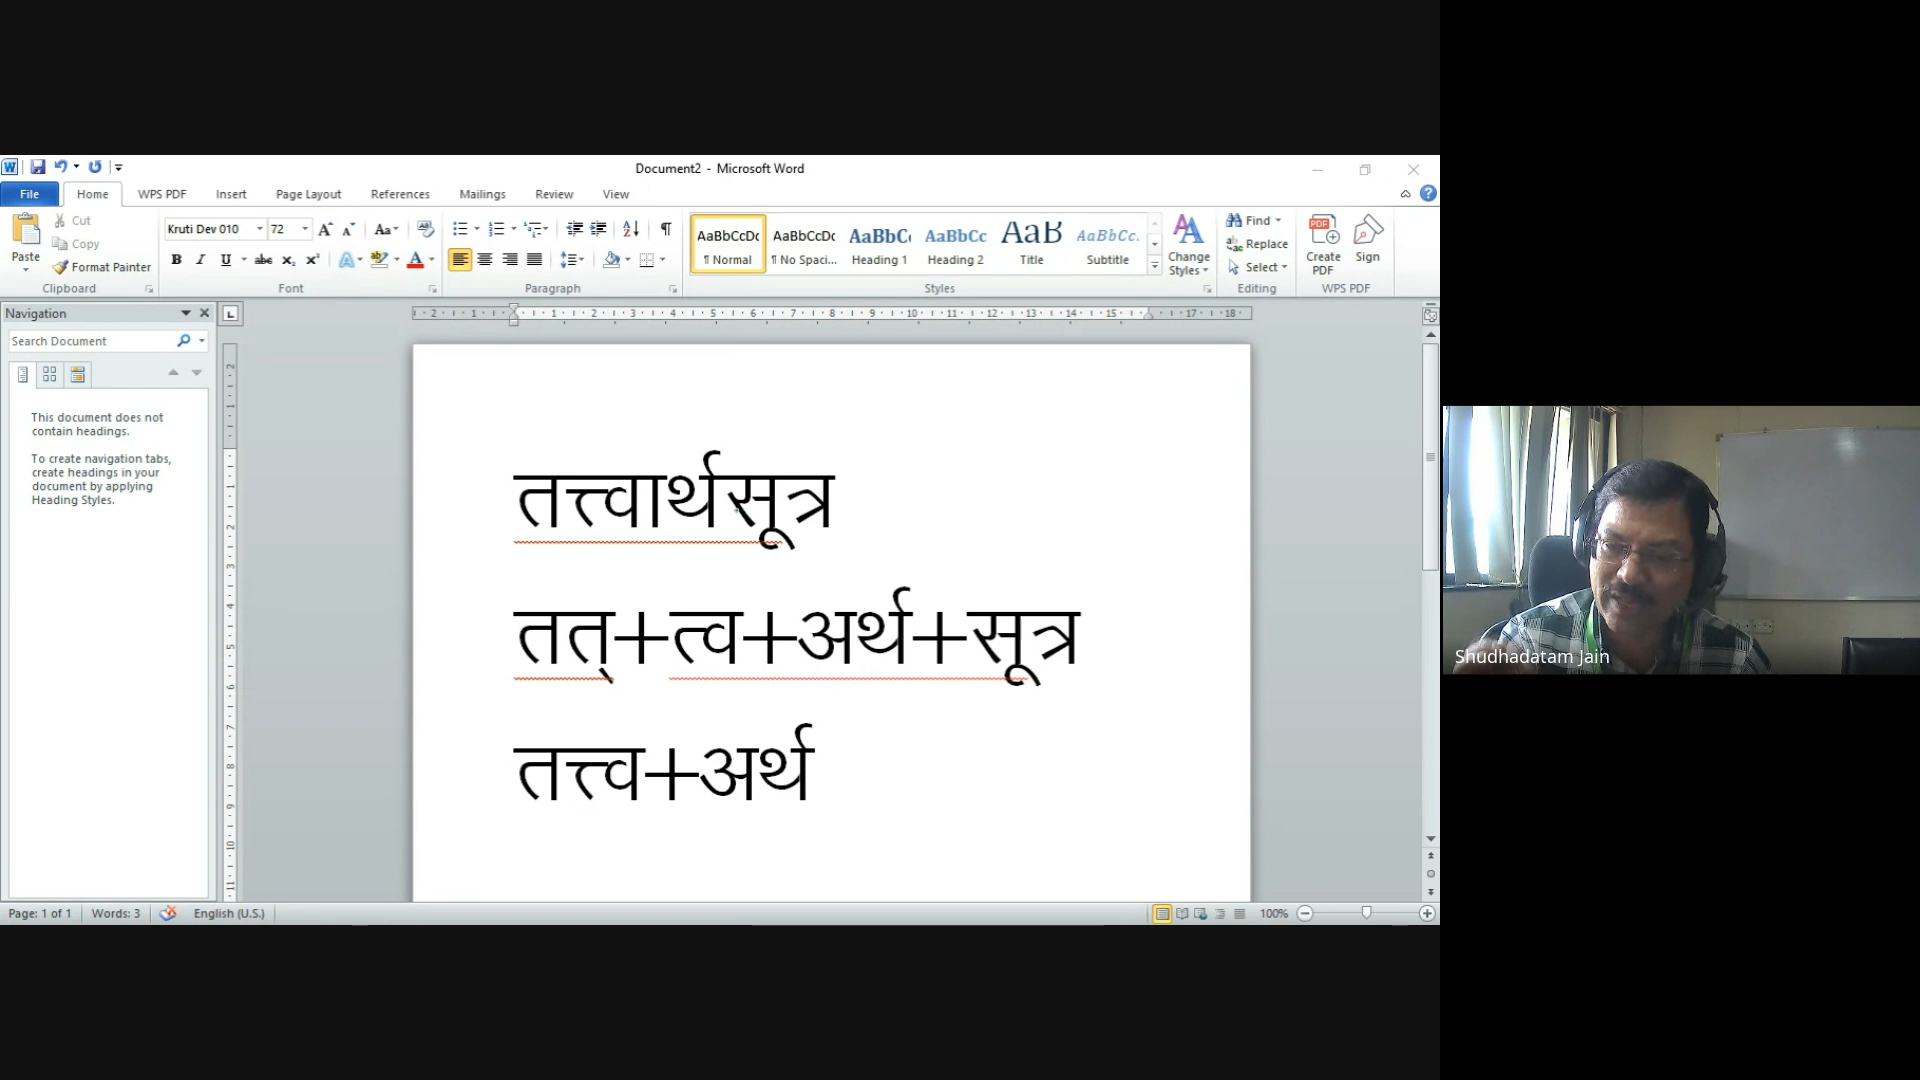 Document2 - Microsoft Word
File Home WPS PDF Insert Page Layout References Mailings Review View
Cut
Copy
Format Painter
Paste
Clipboard
Kruti Dev 010 72
Font
Paragraph
AaBbCcDc AaBbCcDc AaBbC AaBbCc AaB AaBbCc.
¶ Normal ¶ No Spaci... Heading 1 Heading 2 Title Subtitle
Change Styles
Styles
Find
Replace
Select
Editing
Create PDF
Sign
WPS PDF
Navigation
Search Document
This document does not
contain headings.
To create navigation tabs,
create headings in your
document by applying
Heading Styles.
तत्त्वार्थसूत्र
तत्+त्व+अर्थ+सूत्र
तत्त्व+अर्थ
Shudhadatam Jain
Page: 1 of 1 Words: 3 English (U.S.) 100%